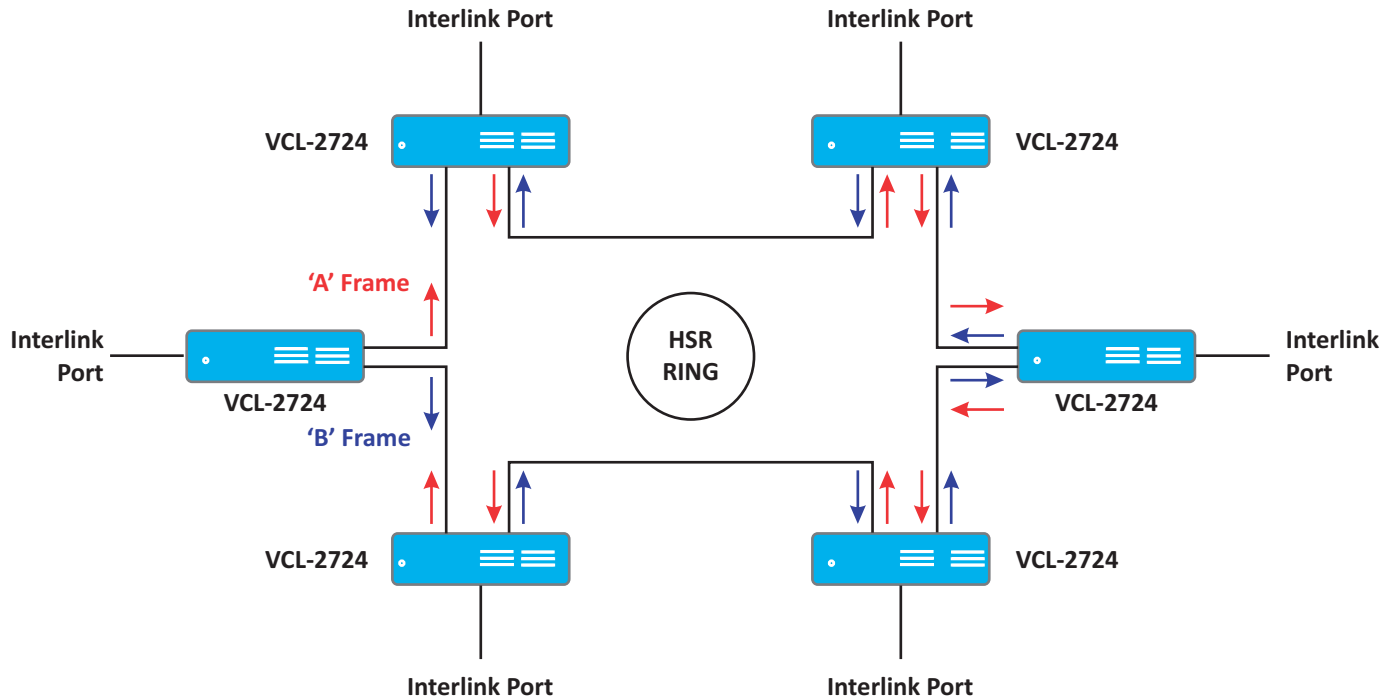 Interlink Port
Interlink Port
VCL-2724
VCL-2724
‘A’ Frame
Interlink
Port
HSR
RING
Interlink
Port
VCL-2724
VCL-2724
‘B’ Frame
VCL-2724
VCL-2724
Interlink Port
Interlink Port